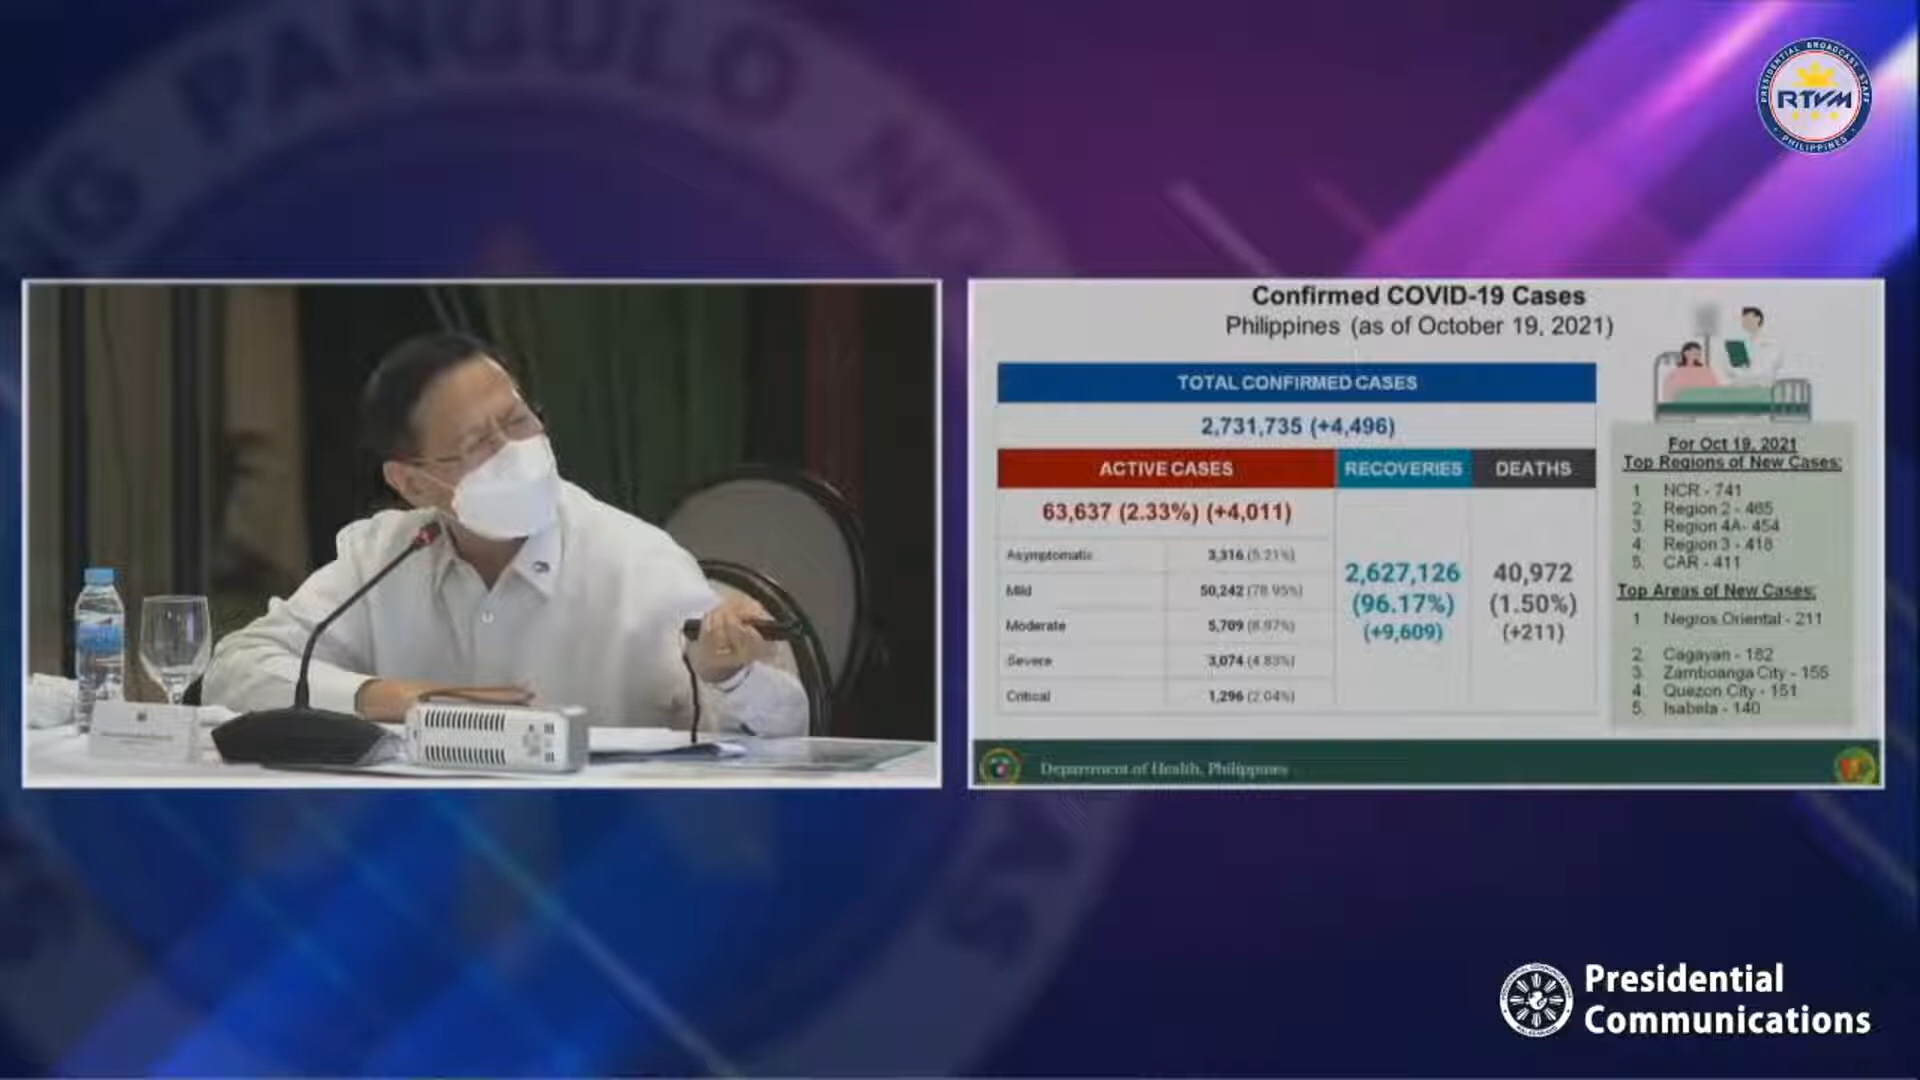 ANG PANGULO NG
PRESIDENTIAL BROADCAST STAFF
RTVM
PHILIPPINES
Confirmed COVID-19 Cases
Philippines (as of October 19, 2021)
TOTAL CONFIRMED CASES
2,731,735 (+4,496)
ACTIVE CASES
RECOVERIES
DEATHS
63,637 (2.33%) (+4,011)
Asymptomatic 3,316 (5.21%)
Mild 50,242 (78.95%)
Moderate 5,709 (8.97%)
Severe 3,074 (4.83%)
Critical 1,296 (2.04%)
2,627,126
(96.17%)
(+9,609)
40,972
(1.50%)
(+211)
For Oct 19, 2021
Top Regions of New Cases:
1 NCR - 741
2. Region 2 - 465
3. Region 4A- 454
4. Region 3 - 418
5. CAR - 411
Top Areas of New Cases:
1 Negros Oriental - 211
2. Cagayan - 182
3. Zamboanga City - 155
4. Quezon City - 151
5. Isabela - 140
Department of Health, Philippines
Presidential
Communications